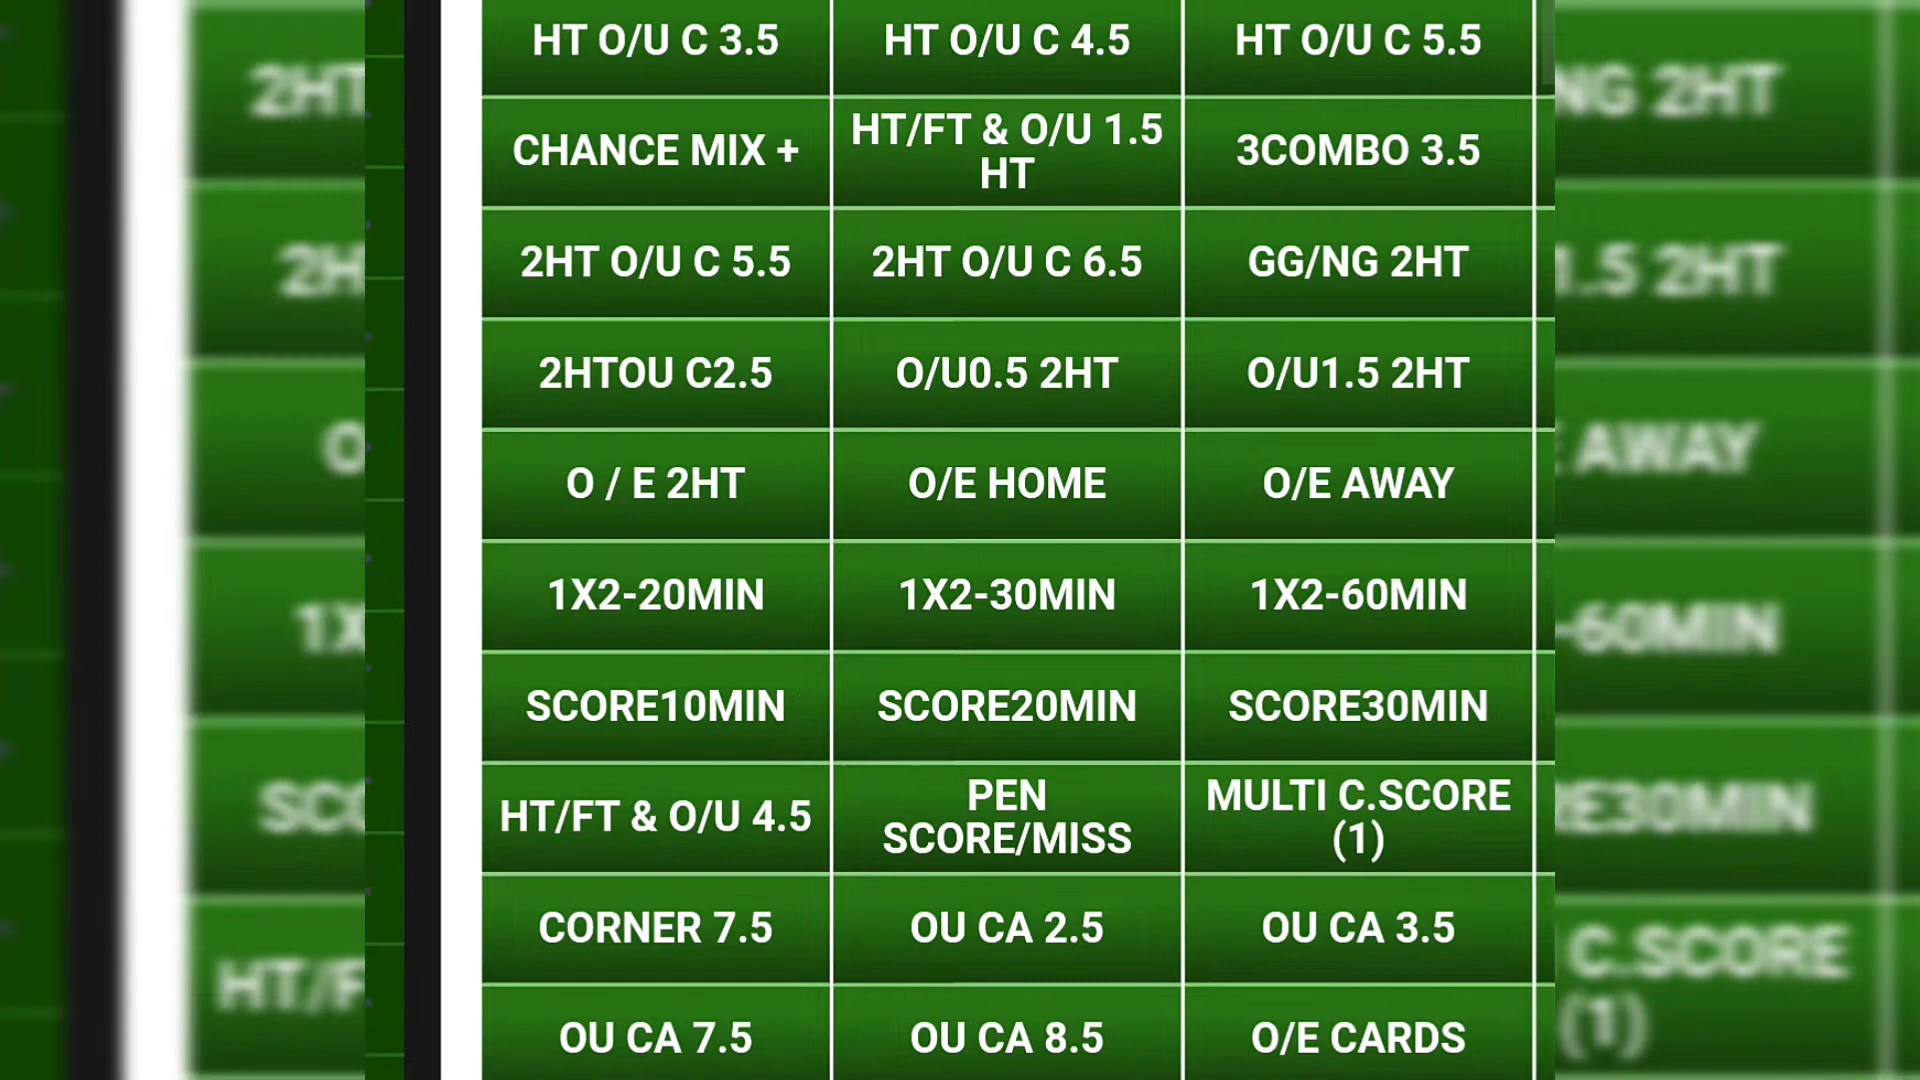 HT O/U C 3.5
HT O/U C 4.5
HT O/U C 5.5
CHANCE MIX +
HT/FT & O/U 1.5
HT
3COMBO 3.5
2HT O/U C 5.5
2HT O/U C 6.5
GG/NG 2HT
2HTOU C2.5
O/U0.5 2HT
O/U1.5 2HT
O / E 2HT
O/E HOME
O/E AWAY
1X2-20MIN
1X2-30MIN
1X2-60MIN
SCORE10MIN
SCORE20MIN
SCORE30MIN
HT/FT & O/U 4.5
PEN
SCORE/MISS
MULTI C.SCORE
(1)
CORNER 7.5
OU CA 2.5
OU CA 3.5
OU CA 7.5
OU CA 8.5
O/E CARDS